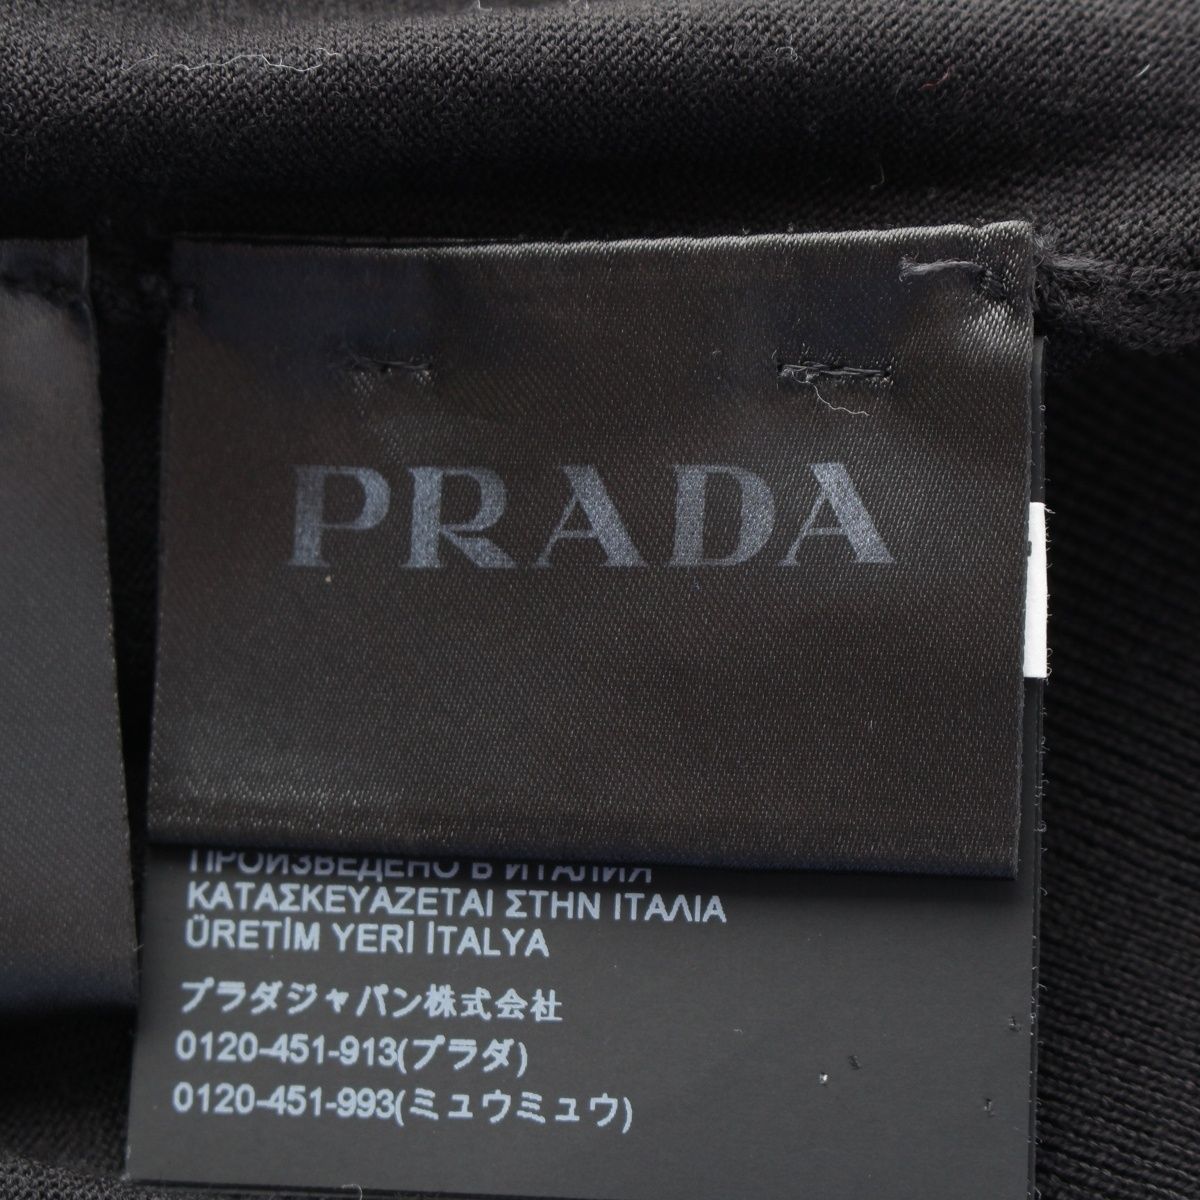 PRADA
ПРОИЗВЕДЕНО В ИТАЛИЯ
ΚΑΤΑΣΚΕΥΑΖΕΤΑΙ ΣΤΗΝ ΙΤΑΛΙΑ
ÜRETİM YERİ İTALYA
プラダジャパン株式会社
0120-451-913(プラダ)
0120-451-993(ミュウミュウ)